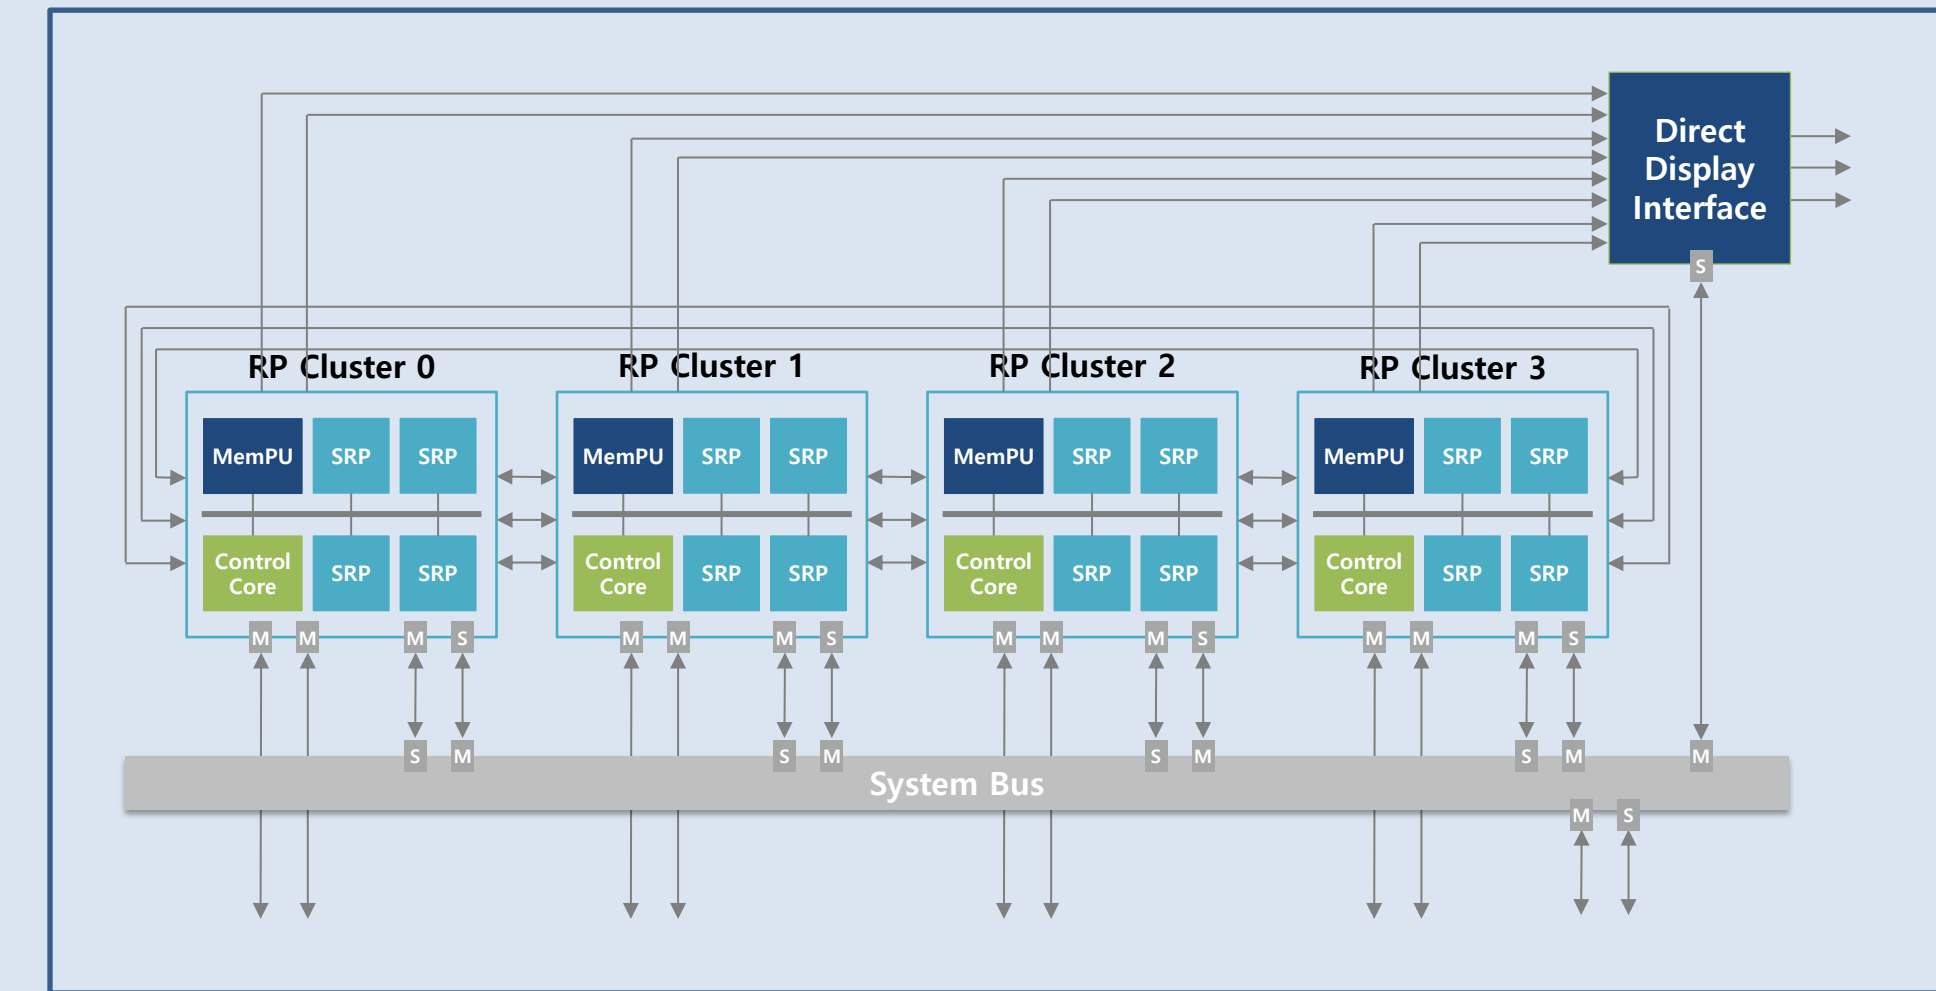 Direct
Display
Interface
S
RP Cluster 0
RP Cluster 1
RP Cluster 2
RP Cluster 3
MemPU SRP SRP
MemPU SRP SRP
MemPU SRP SRP
MemPU SRP SRP
Control
Core
SRP SRP
Control
Core
SRP SRP
Control
Core
SRP SRP
Control
Core
SRP SRP
M M M S
M M M S
M M M S
M M M S
S M
S M
S M
S M
M
System Bus
M S